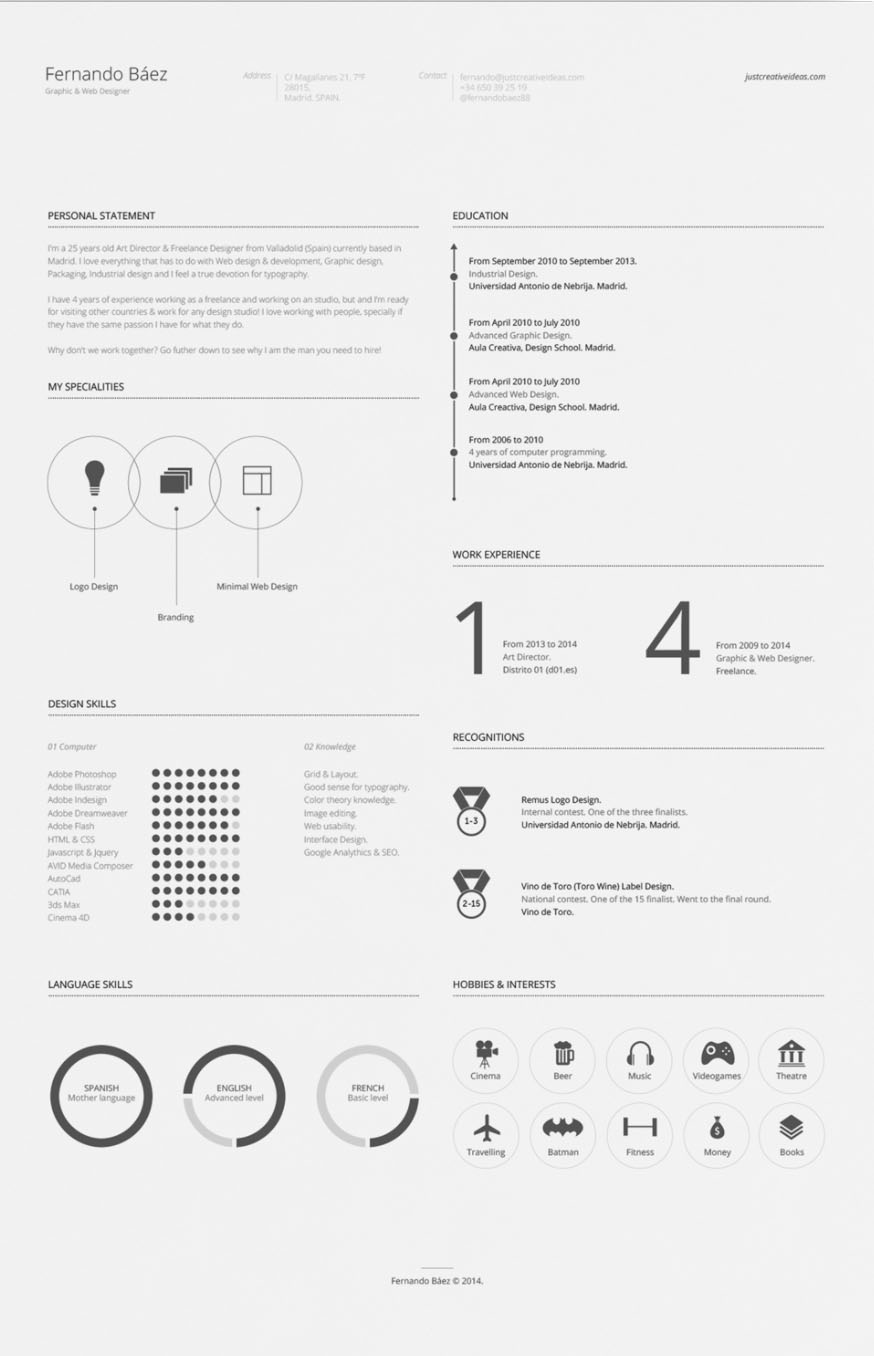 Fernando Báez
Graphic & Web Designer
Address
C/ Magallanes 21, 7ºF
28015,
Madrid. SPAIN.
Contact
fernando@justcreativeideas.com
+34 650 39 25 19
@fernandobaez88
justcreativeideas.com
PERSONAL STATEMENT
I'm a 25 years old Art Director & Freelance Designer from Valladolid (Spain) currently based in
Madrid. I love everything that has to do with Web design & development, Graphic design,
Packaging, Industrial design and I feel a true devotion for typography.
I have 4 years of experience working as a freelance and working on an studio, but and I'm ready
for visiting other countries & work for any design studio! I love working with people, specially if
they have the same passion I have for what they do.
Why don't we work together? Go futher down to see why I am the man you need to hire!
MY SPECIALITIES
Logo Design
Branding
Minimal Web Design
DESIGN SKILLS
01 Computer
Adobe Photoshop
Adobe Illustrator
Adobe Indesign
Adobe Dreamweaver
Adobe Flash
HTML & CSS
Javascript & Jquery
AVID Media Composer
AutoCad
CATIA
3ds Max
Cinema 4D
02 Knowledge
Grid & Layout.
Good sense for typography.
Color theory knowledge.
Image editing.
Web usability.
Interface Design.
Google Analythics & SEO.
LANGUAGE SKILLS
SPANISH
Mother language
ENGLISH
Advanced level
FRENCH
Basic level
EDUCATION
From September 2010 to September 2013.
Industrial Design.
Universidad Antonio de Nebrija. Madrid.
From April 2010 to July 2010
Advanced Graphic Design.
Aula Creativa, Design School. Madrid.
From April 2010 to July 2010
Advanced Web Design.
Aula Creactiva, Design School. Madrid.
From 2006 to 2010
4 years of computer programming.
Universidad Antonio de Nebrija. Madrid.
WORK EXPERIENCE
1
From 2013 to 2014
Art Director.
Distrito 01 (d01.es)
4
From 2009 to 2014
Graphic & Web Designer.
Freelance.
RECOGNITIONS
1-3
Remus Logo Design.
Internal contest. One of the three finalists.
Universidad Antonio de Nebrija. Madrid.
2-15
Vino de Toro (Toro Wine) Label Design.
National contest. One of the 15 finalist. Went to the final round.
Vino de Toro.
HOBBIES & INTERESTS
Cinema
Beer
Music
Videogames
Theatre
Travelling
Batman
Fitness
$
Money
Books
Fernando Báez © 2014.